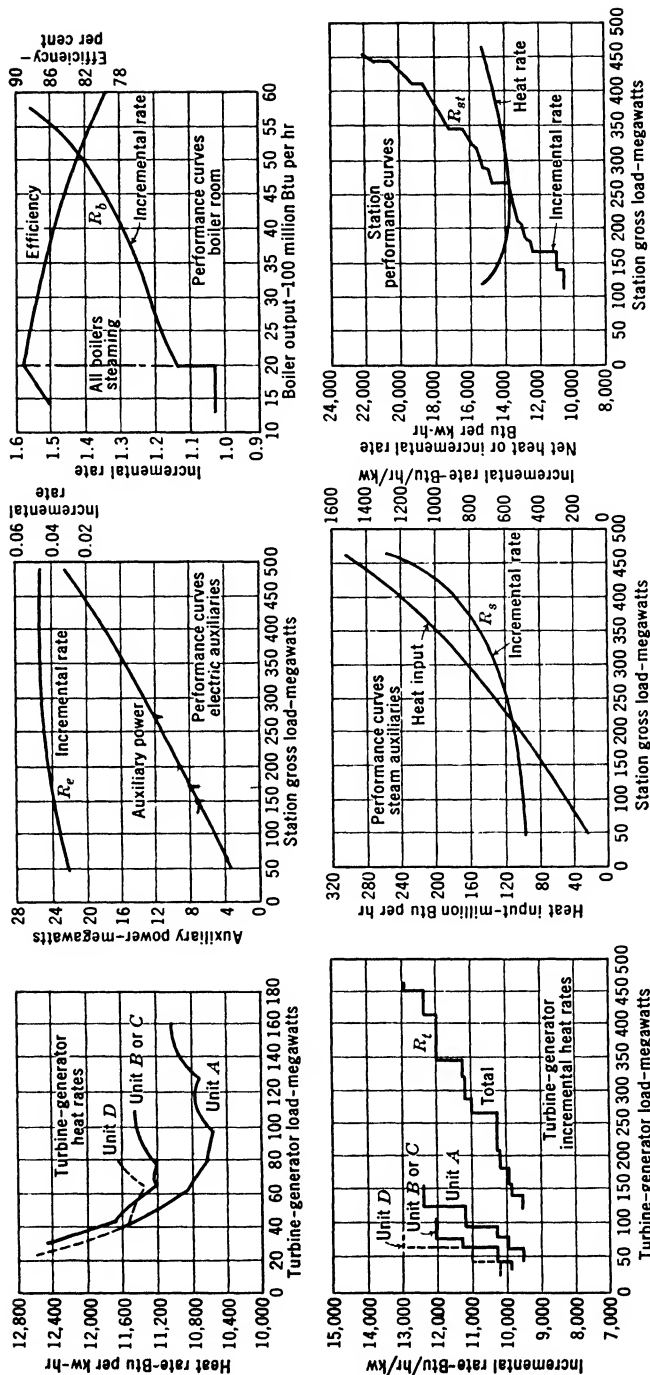 12,800
12,400
12,000
11,600
11,200
10,800
10,400
10,000
Heat rate-Btu per kw-hr
Turbine-generator
heat rates
Unit D
Unit B or C
Unit A
0 20 40 60 80 100 120 140 160 180
Turbine-generator load-megawatts
28
24
20
16
12
8
4
0
Auxiliary power-megawatts
0.06
0.04
0.02
Incremental
rate
R_e
Incremental rate
Auxiliary power
Performance curves
electric auxiliaries
0 50 100 150 200 250 300 350 400 450 500
Station gross load-megawatts
1.6
1.5
1.4
1.3
1.2
1.1
1.0
0.9
Incremental rate
90
86
82
78
Efficiency–
per cent
Efficiency
R_b
Incremental rate
All boilers
steaming
Performance curves
boiler room
10 15 20 25 30 35 40 45 50 55 60
Boiler output–100 million Btu per hr
15,000
14,000
13,000
12,000
11,000
10,000
9,000
8,000
7,000
Incremental rate-Btu/hr/kw
Unit D
Unit B or C
Unit A
R_t
Total
Turbine-generator
incremental heat rates
0 50 100 150 200 250 300 350 400 450 500
Turbine-generator load-megawatts
320
280
240
200
160
120
80
40
0
Heat input-million Btu per hr
1600
1400
1200
1000
800
600
400
200
0
Incremental rate-Btu/hr/kw
Performance curves
steam auxiliaries
Heat input
R_s
Incremental rate
0 50 100 150 200 250 300 350 400 450 500
Station gross load-megawatts
24,000
22,000
20,000
18,000
16,000
14,000
12,000
10,000
8,000
Net heat or incremental rate
Btu per kw-hr
Station
performance curves
R_st
Heat rate
Incremental rate
0 50 100 150 200 250 300 350 400 450 500
Station gross load-megawatts